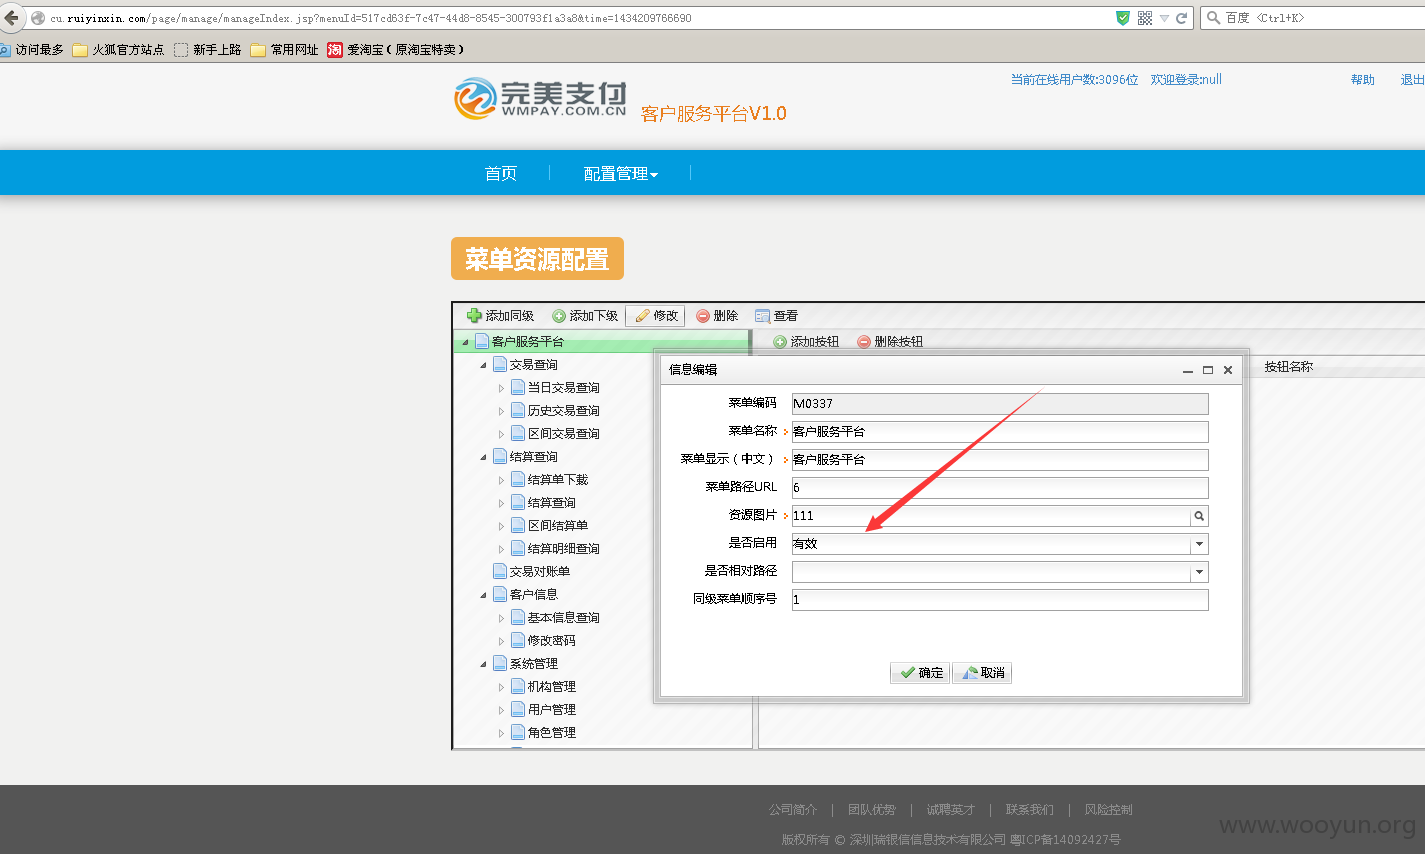 cu.ruiyinxin.com/page/manage/manageIndex.jsp?menuId=517cd63f-7c47-44d8-8545-300793f1a3a8&time=1434209766690
百度 <Ctrl+K>
访问最多 火狐官方站点 新手上路 常用网址 淘 爱淘宝（原淘宝特卖）
完美支付
WMPAY.COM.CN
客户服务平台V1.0
当前在线用户数:3096位 欢迎登录:null 帮助 退出
首页 配置管理
菜单资源配置
添加同级 添加下级 修改 删除 查看
客户服务平台
添加按钮 删除按钮
按钮名称
交易查询
当日交易查询
历史交易查询
区间交易查询
结算查询
结算单下载
结算查询
区间结算单
结算明细查询
交易对账单
客户信息
基本信息查询
修改密码
系统管理
机构管理
用户管理
角色管理
信息编辑
菜单编码 M0337
菜单名称 客户服务平台
菜单显示（中文） 客户服务平台
菜单路径URL 6
资源图片 111
是否启用 有效
是否相对路径
同级菜单顺序号 1
确定 取消
公司简介 | 团队优势 | 诚聘英才 | 联系我们 | 风险控制
版权所有 © 深圳瑞银信信息技术有限公司 粤ICP备14092427号
www.wooyun.org